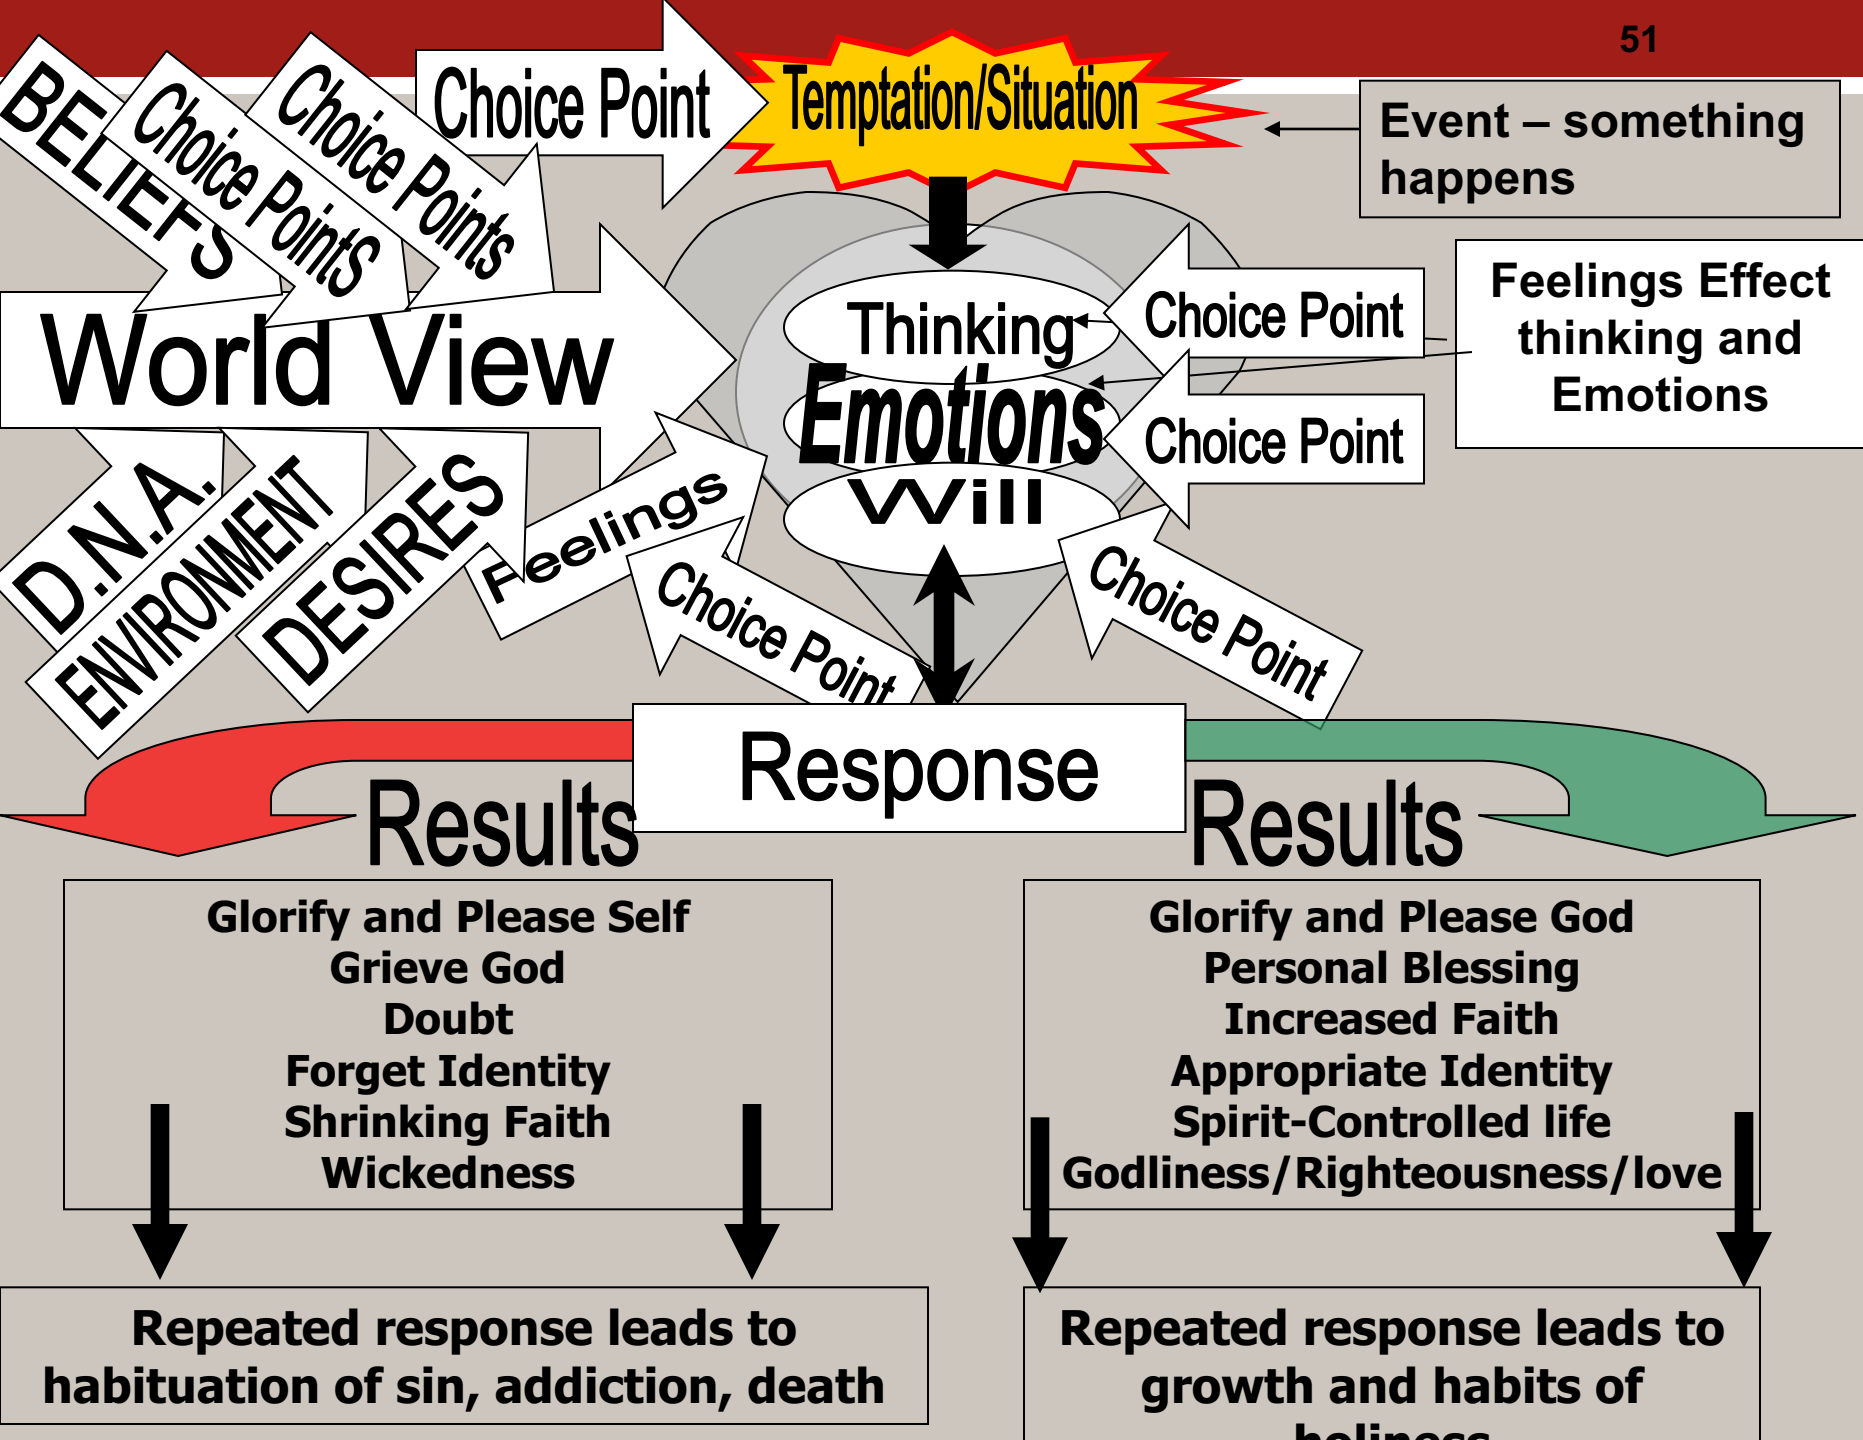 51
Choice Point
Temptation/Situation
Event – something
happens
BELIEFS
Choice PointS
Choice Points
World View
Thinking
Emotions
Will
Choice Point
Choice Point
Feelings Effect
thinking and
Emotions
D.N.A.
ENVIRONMENT
DESIRES
Feelings
Choice Point
Choice Point
Response
Results
Results
Glorify and Please Self
Grieve God
Doubt
Forget Identity
Shrinking Faith
Wickedness
Glorify and Please God
Personal Blessing
Increased Faith
Appropriate Identity
Spirit-Controlled life
Godliness/Righteousness/love
Repeated response leads to
habituation of sin, addiction, death
Repeated response leads to
growth and habits of
holiness